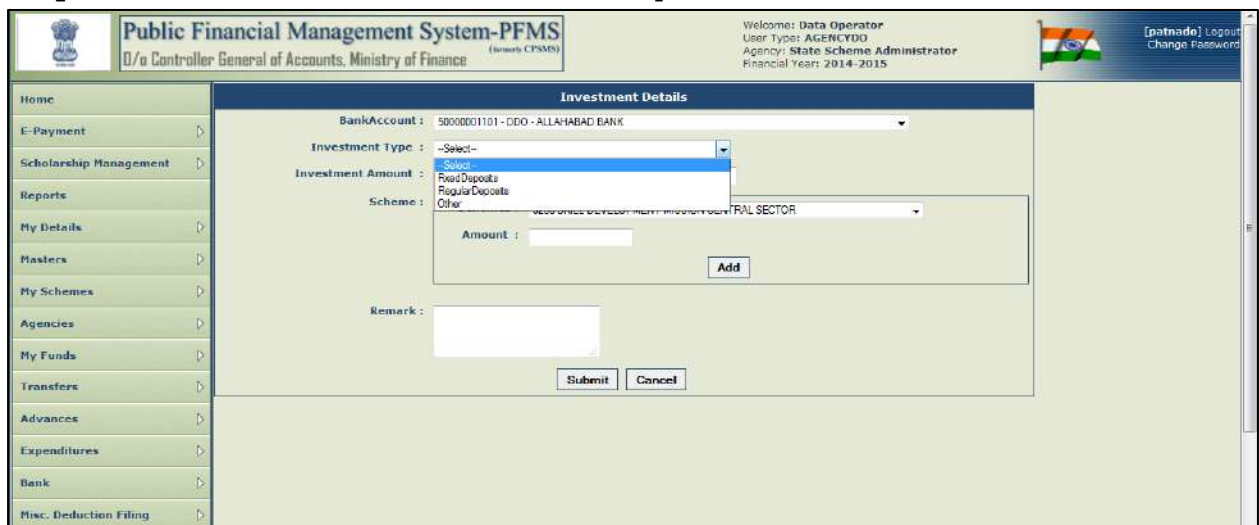 Public Financial Management System-PFMS
(formerly CPSMS)
O/o Controller General of Accounts, Ministry of Finance
Welcome: Data Operator
User Type: AGENCYDO
Agency: State Scheme Administrator
Financial Year: 2014-2015
[patnado] Logout
Change Password
Home
E-Payment
Scholarship Management
Reports
My Details
Masters
My Schemes
Agencies
My Funds
Transfers
Advances
Expenditures
Bank
Misc. Deduction Filing
Investment Details
BankAccount : 50000001101 - DDO - ALLAHABAD BANK
Investment Type : --Select--
--Select--
FixedDeposits
RegularDeposits
Other
Investment Amount :
Scheme :
SECTOR
Amount :
Add
Remark :
Submit Cancel